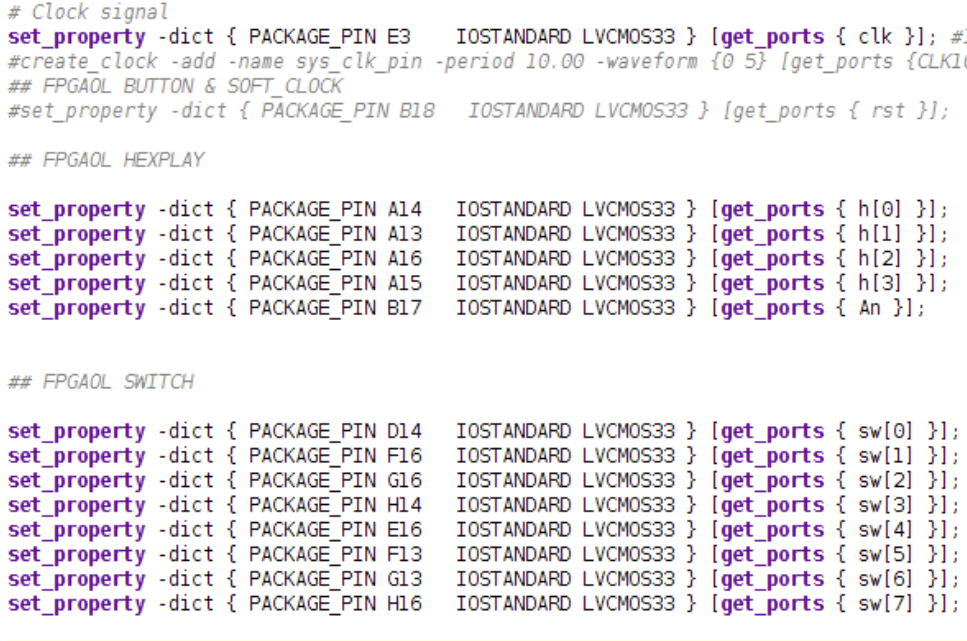 # Clock signal
set_property -dict { PACKAGE_PIN E3    IOSTANDARD LVCMOS33 } [get_ports { clk }]; #
#create_clock -add -name sys_clk_pin -period 10.00 -waveform {0 5} [get_ports {CLK10
## FPGAOL BUTTON & SOFT_CLOCK
#set_property -dict { PACKAGE_PIN B18   IOSTANDARD LVCMOS33 } [get_ports { rst }];
## FPGAOL HEXPLAY
set_property -dict { PACKAGE_PIN A14   IOSTANDARD LVCMOS33 } [get_ports { h[0] }];
set_property -dict { PACKAGE_PIN A13   IOSTANDARD LVCMOS33 } [get_ports { h[1] }];
set_property -dict { PACKAGE_PIN A16   IOSTANDARD LVCMOS33 } [get_ports { h[2] }];
set_property -dict { PACKAGE_PIN A15   IOSTANDARD LVCMOS33 } [get_ports { h[3] }];
set_property -dict { PACKAGE_PIN B17   IOSTANDARD LVCMOS33 } [get_ports { An }];
## FPGAOL SWITCH
set_property -dict { PACKAGE_PIN D14   IOSTANDARD LVCMOS33 } [get_ports { sw[0] }];
set_property -dict { PACKAGE_PIN F16   IOSTANDARD LVCMOS33 } [get_ports { sw[1] }];
set_property -dict { PACKAGE_PIN G16   IOSTANDARD LVCMOS33 } [get_ports { sw[2] }];
set_property -dict { PACKAGE_PIN H14   IOSTANDARD LVCMOS33 } [get_ports { sw[3] }];
set_property -dict { PACKAGE_PIN E16   IOSTANDARD LVCMOS33 } [get_ports { sw[4] }];
set_property -dict { PACKAGE_PIN F13   IOSTANDARD LVCMOS33 } [get_ports { sw[5] }];
set_property -dict { PACKAGE_PIN G13   IOSTANDARD LVCMOS33 } [get_ports { sw[6] }];
set_property -dict { PACKAGE_PIN H16   IOSTANDARD LVCMOS33 } [get_ports { sw[7] }];